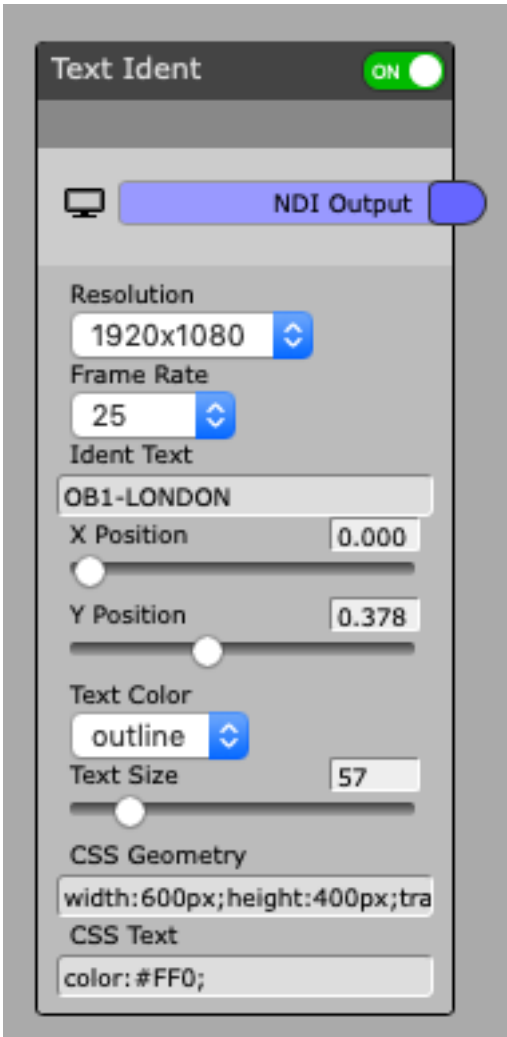 Text Ident
ON
NDI Output
Resolution
1920x1080
Frame Rate
25
Ident Text
OB1-LONDON
X Position 0.000
Y Position 0.378
Text Color
outline
Text Size 57
CSS Geometry
width:600px;height:400px;tra
CSS Text
color:#FF0;